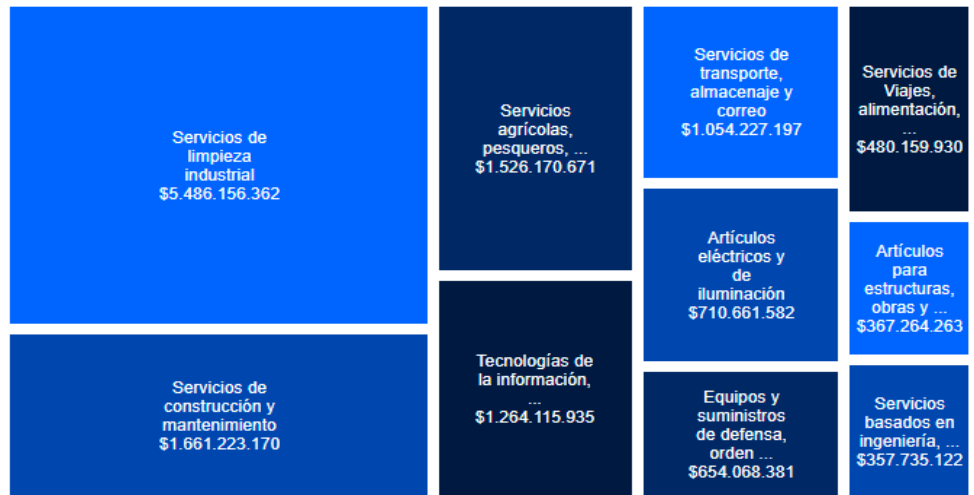 Servicios de
limpieza
industrial
$5.486.156.362
Servicios de
construcción y
mantenimiento
$1.661.223.170
Servicios
agrícolas,
pesqueros, ...
$1.526.170.671
Tecnologías de
la información,
...
$1.264.115.935
Servicios de
transporte,
almacenaje y
correo
$1.054.227.197
Artículos
eléctricos y
de
iluminación
$710.661.582
Equipos y
suministros
de defensa,
orden ...
$654.068.381
Servicios de
Viajes,
alimentación,
...
$480.159.930
Artículos
para
estructuras,
obras y ...
$367.264.263
Servicios
basados en
ingeniería, ...
$357.735.122